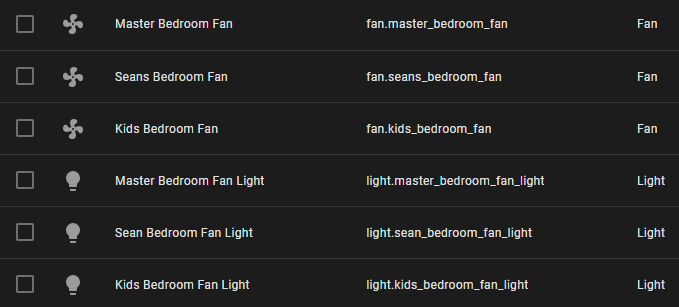 Master Bedroom Fan fan.master_bedroom_fan Fan
Seans Bedroom Fan fan.seans_bedroom_fan Fan
Kids Bedroom Fan fan.kids_bedroom_fan Fan
Master Bedroom Fan Light light.master_bedroom_fan_light Light
Sean Bedroom Fan Light light.sean_bedroom_fan_light Light
Kids Bedroom Fan Light light.kids_bedroom_fan_light Light